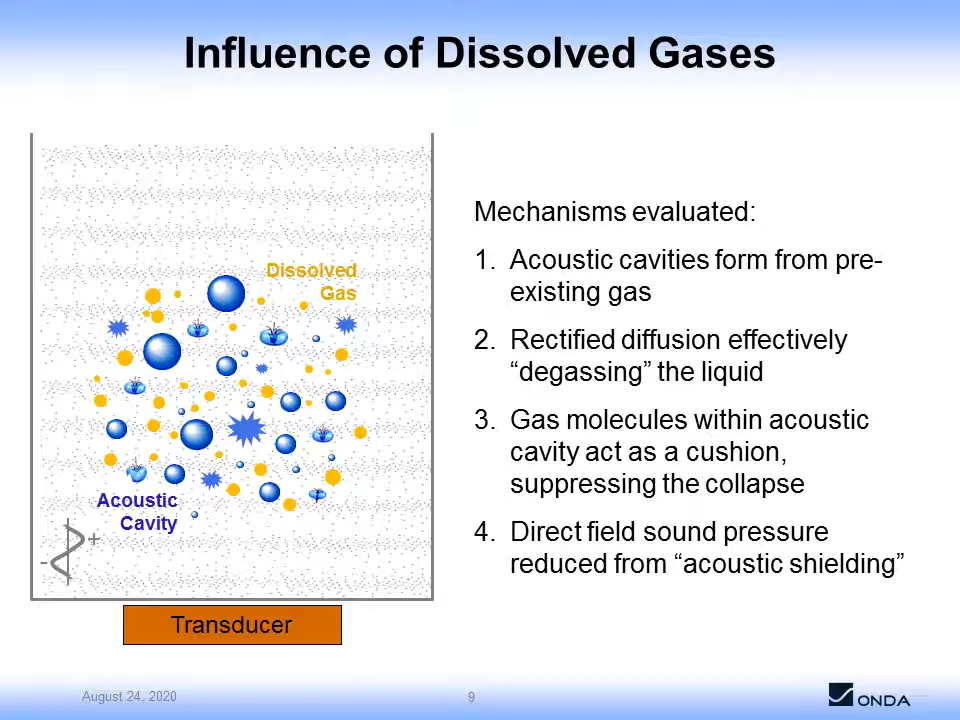 Influence of Dissolved Gases
Dissolved
Gas
Acoustic
Cavity
+
-
Transducer
Mechanisms evaluated:
1. Acoustic cavities form from pre-
existing gas
2. Rectified diffusion effectively
“degassing” the liquid
3. Gas molecules within acoustic
cavity act as a cushion,
suppressing the collapse
4. Direct field sound pressure
reduced from “acoustic shielding”
August 24, 2020
9
ONDA